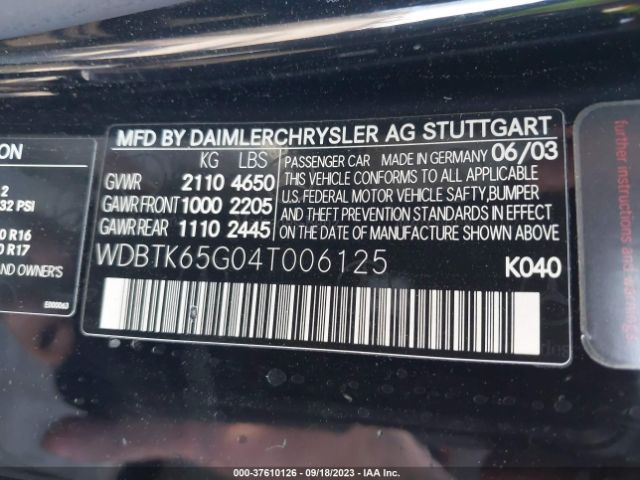 MFD BY DAIMLERCHRYSLER AG STUTTGART
KG LBS
GVWR 2110 4650
GAWR FRONT 1000 2205
GAWR REAR 1110 2445
PASSENGER CAR MADE IN GERMANY 06/03
THIS VEHICLE CONFORMS TO ALL APPLICABLE
U.S. FEDERAL MOTOR VEHICLE SAFTY,BUMPER
AND THEFT PREVENTION STANDARDS IN EFFECT
ON THE DATE OF MANUFACTURE SHOWN ABOVE
WDBTK65G04T006125
K040
ON
2
32 PSI
0 R16
0 R17
AND OWNER'S
E000063
further information
000-37610126 - 09/18/2023 - IAA Inc.